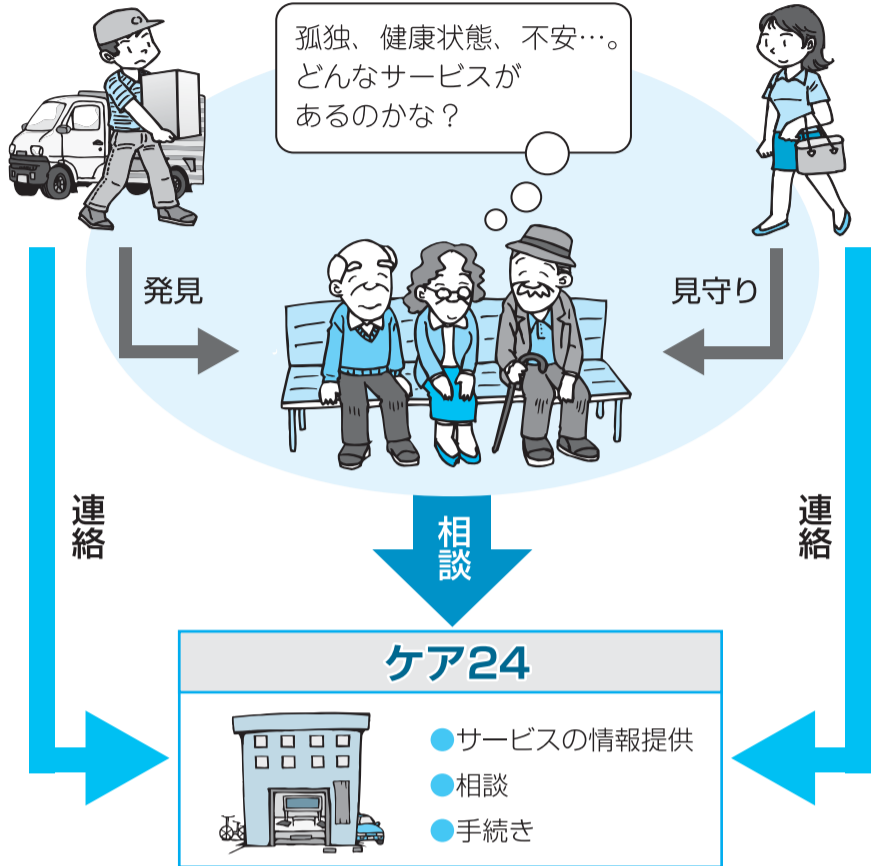 孤独、健康状態、不安…。
どんなサービスが
あるのかな？
発見
見守り
連絡
相談
連絡
ケア24
●サービスの情報提供
●相談
●手続き